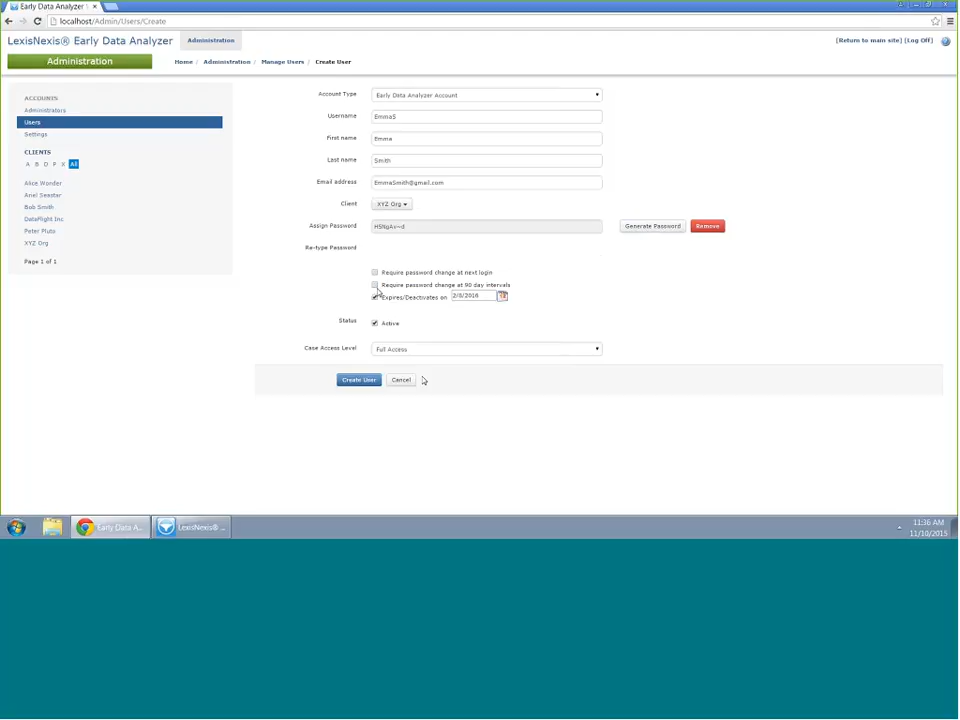 Early Data Analyzer
localhost/Admin/Users/Create
LexisNexis® Early Data Analyzer
Administration
[Return to main site] [Log Off]
Administration
Home / Administration / Manage Users / Create User
ACCOUNTS
Administrators
Users
Settings
CLIENTS
A B D P X All
Alice Wonder
Ariel Seastar
Bob Smith
DataFlight Inc
Peter Pluto
XYZ Org
Page 1 of 1
Account Type Early Data Analyzer Account
Username EmmaS
First name Emma
Last name Smith
Email address EmmaSmith@gmail.com
Client XYZ Org
Assign Password Generate Password Remove
Re-type Password
Require password change at next login
Require password change at 90 day intervals
Expires/Deactivates on 2/8/2016
Status Active
Case Access Level Full Access
Create User Cancel
Early Data A...
LexisNexis® ...
11:36 AM
11/10/2015